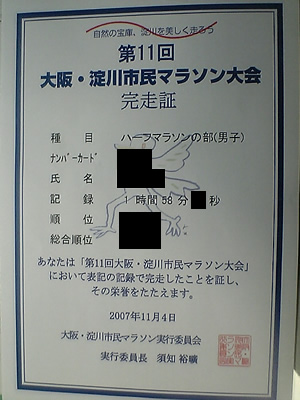 自然の宝庫、淀川を美しく走ろう
第11回
大阪・淀川市民マラソン大会
完走証
種目 ハーフマラソンの部(男子)
ナンバーカード
氏名
記録 1時間58分 秒
順位
総合順位
あなたは「第11回大阪・淀川市民マラソン大会」
において表記の記録で完走したことを証し、
その栄誉をたたえます。
2007年11月4日
大阪・淀川市民マラソン実行委員会
実行委員長 須知 裕曠